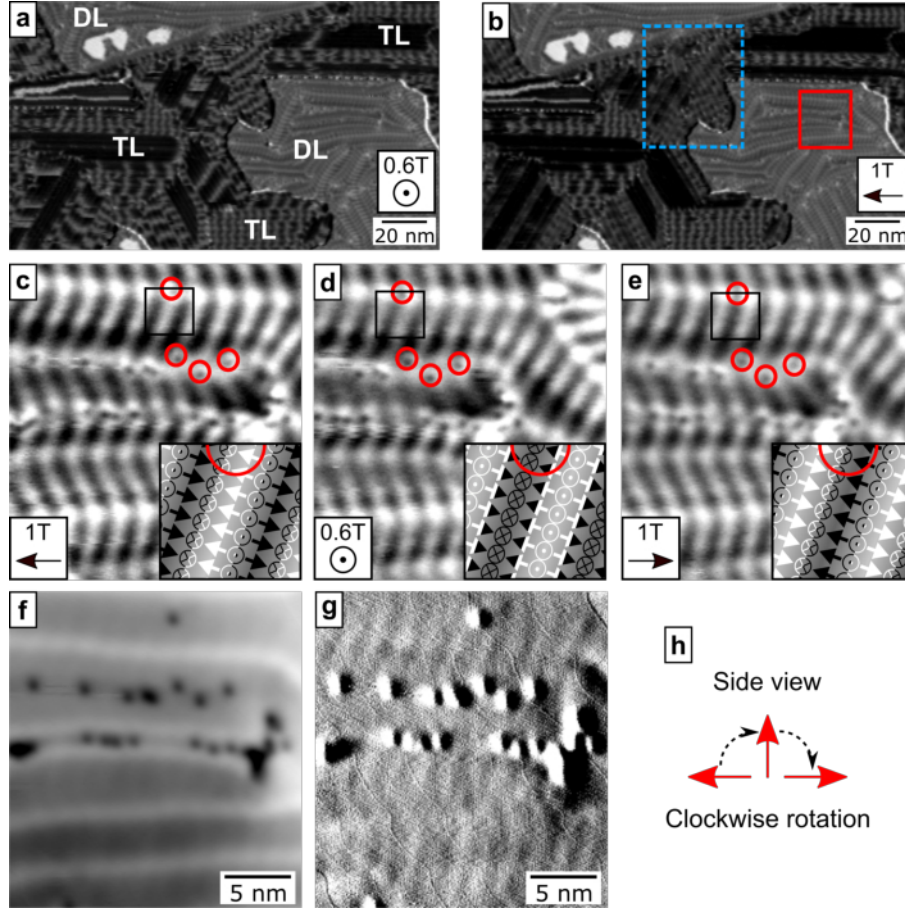 a
DL
TL
TL
DL
TL
0.6T
20 nm
b
1T
20 nm
c
1T
d
0.6T
e
1T
f
5 nm
g
5 nm
h
Side view
Clockwise rotation